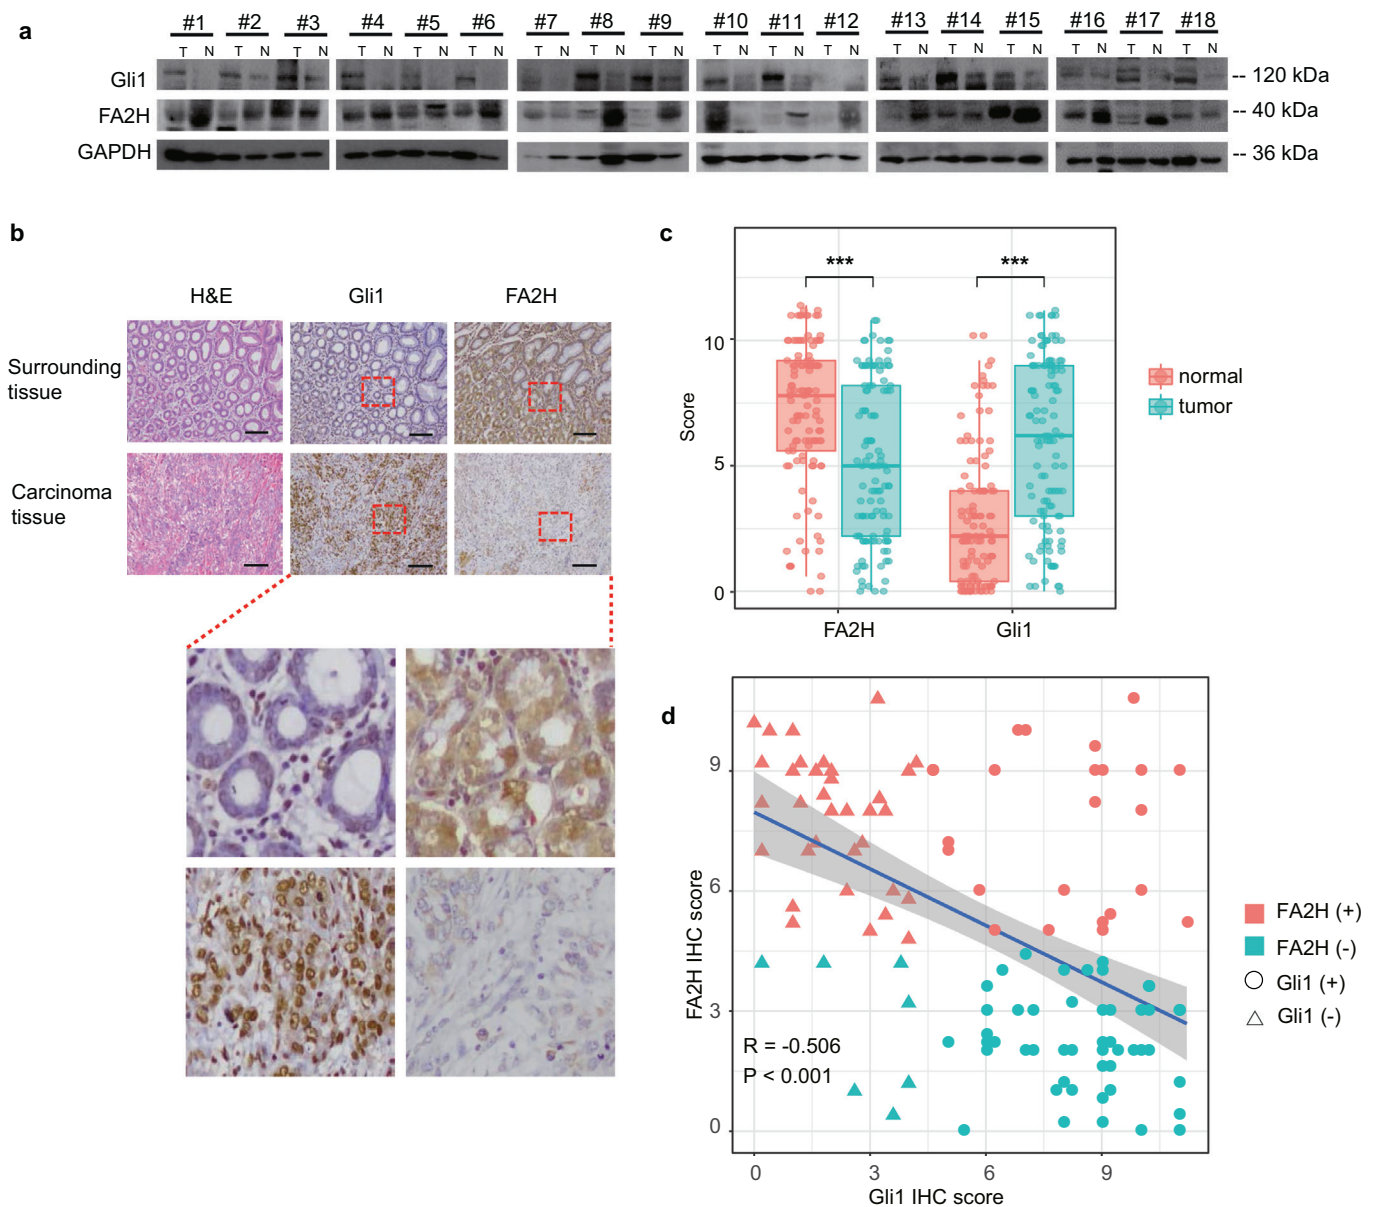 a
#1 #2 #3 #4 #5 #6 #7 #8 #9 #10 #11 #12 #13 #14 #15 #16 #17 #18
T N T N T N T N T N T N T N T N T N T N T N T N T N T N T N T N T N T N
Gli1
-- 120 kDa
FA2H
-- 40 kDa
GAPDH
-- 36 kDa
b
H&E Gli1 FA2H
Surrounding
tissue
Carcinoma
tissue
c
*** ***
10
5
0
Score
FA2H Gli1
normal
tumor
d
9
6
3
0
FA2H IHC score
R = -0.506
P < 0.001
0 3 6 9
Gli1 IHC score
FA2H (+)
FA2H (-)
Gli1 (+)
Gli1 (-)